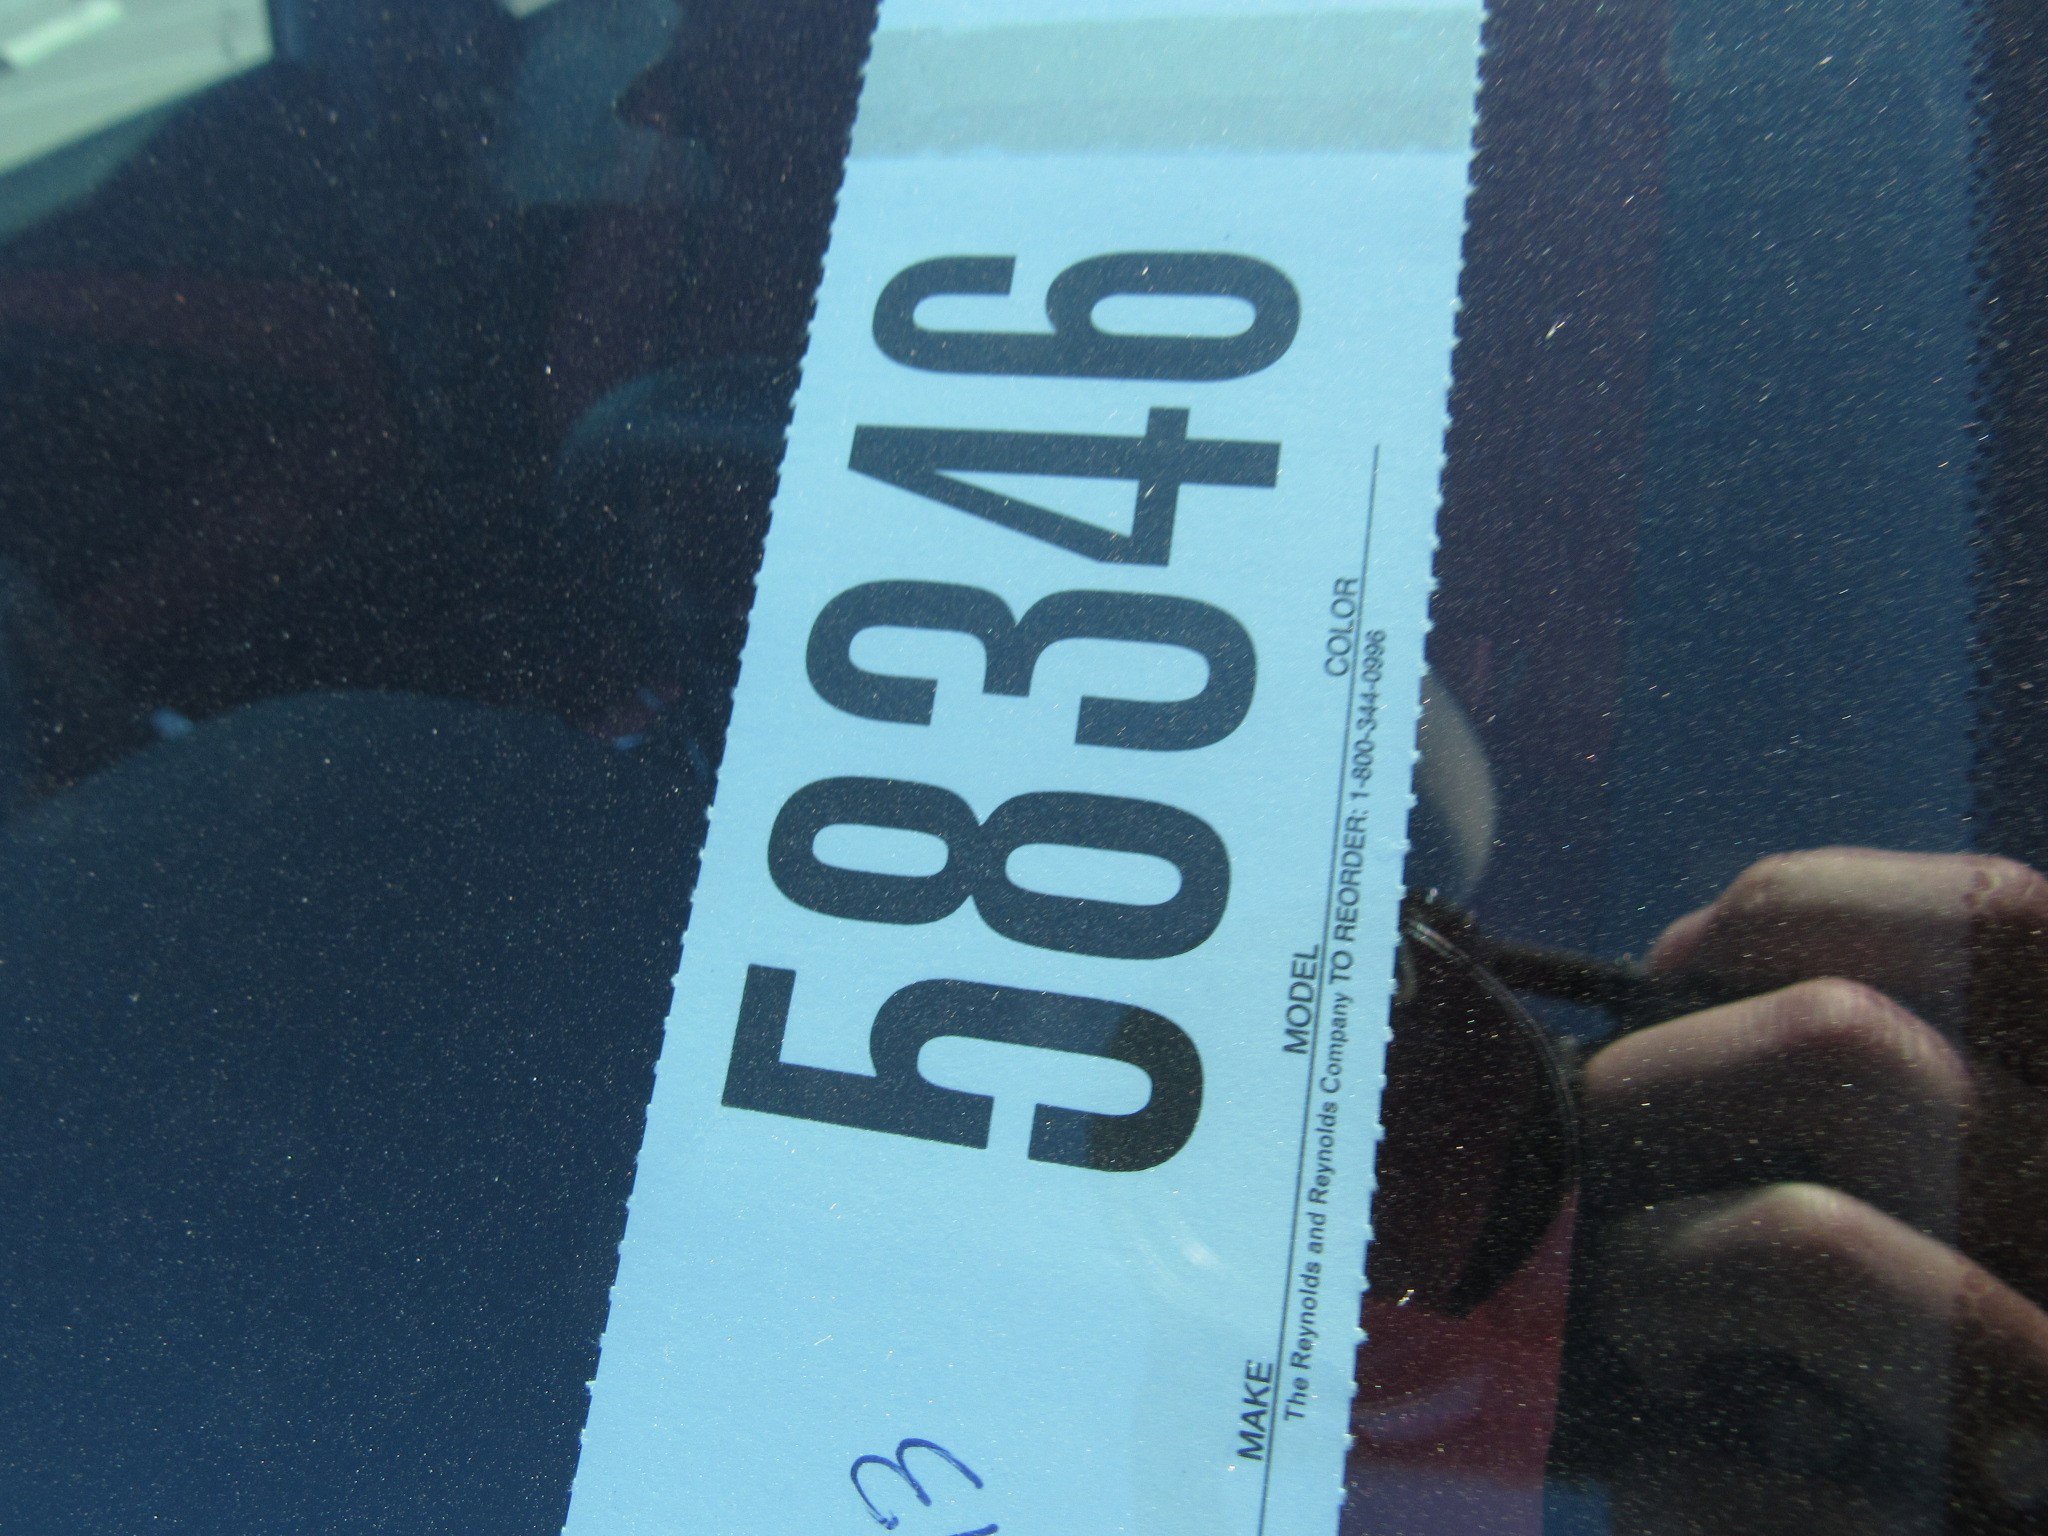 58346
MAKE MODEL COLOR
The Reynolds and Reynolds Company TO REORDER: 1-800-344-0996